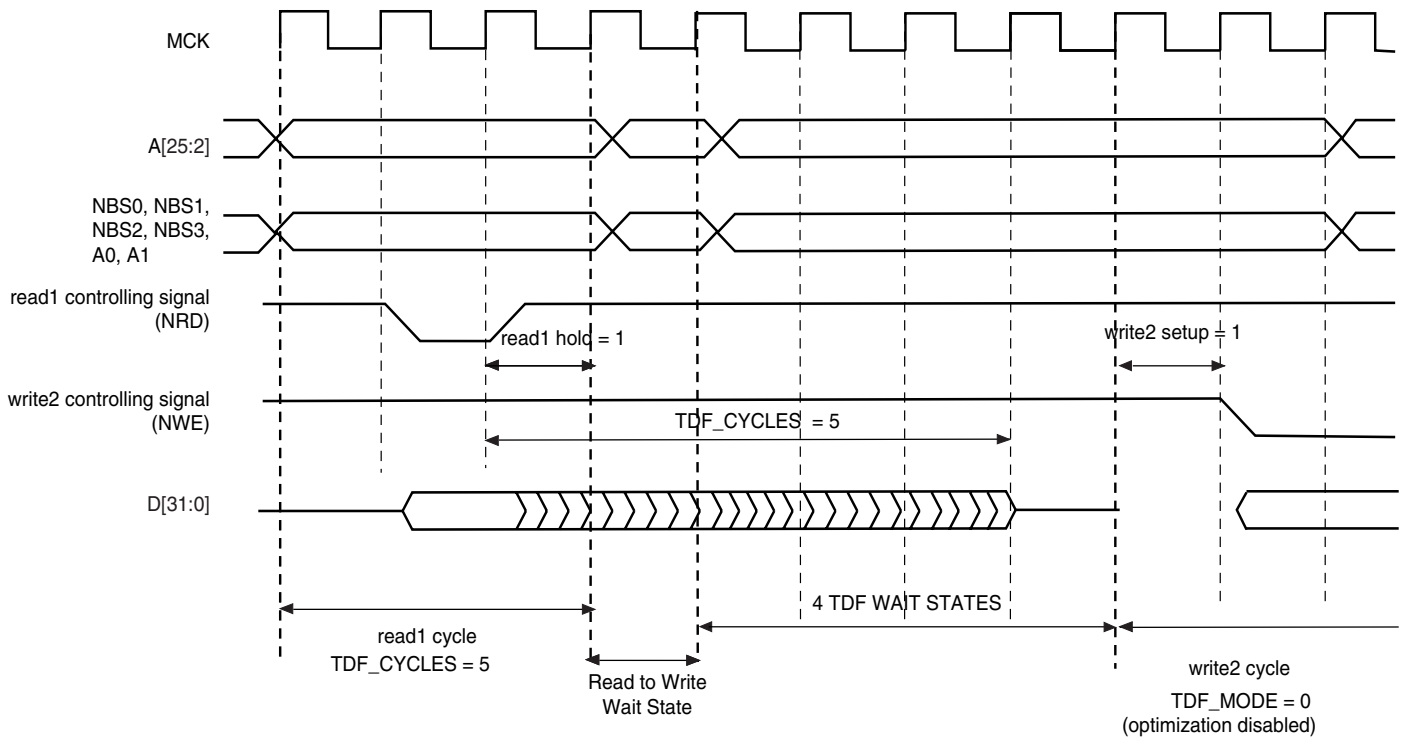 MCK
A[25:2]
NBS0, NBS1,
NBS2, NBS3,
A0, A1
read1 controlling signal
(NRD)
read1 hold = 1
write2 setup = 1
write2 controlling signal
(NWE)
TDF_CYCLES = 5
D[31:0]
4 TDF WAIT STATES
read1 cycle
TDF_CYCLES = 5
Read to Write
Wait State
write2 cycle
TDF_MODE = 0
(optimization disabled)